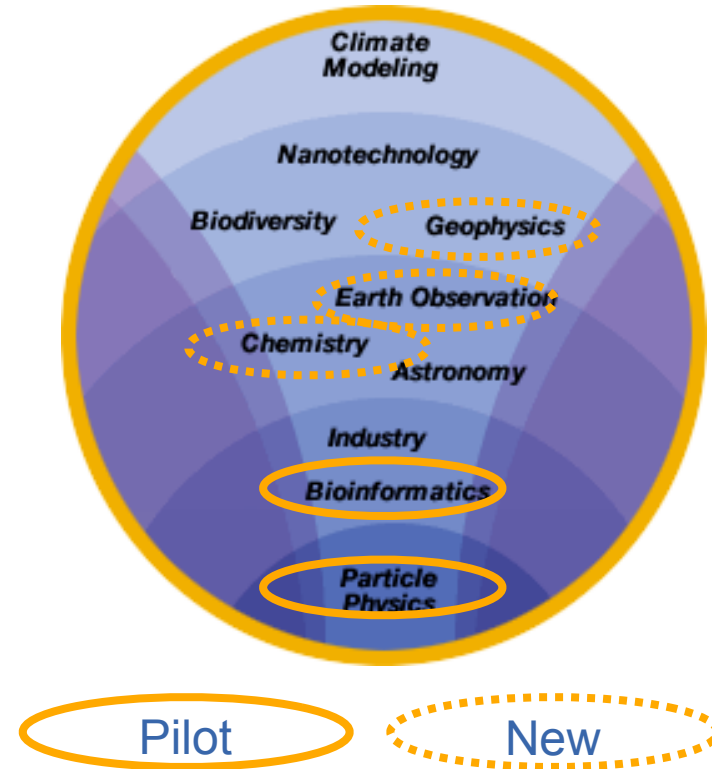 Climate
Modeling
Nanotechnology
Biodiversity Geophysics
Earth Observation
Chemistry
Astronomy
Industry
Bioinformatics
Particle
Physics
Pilot New